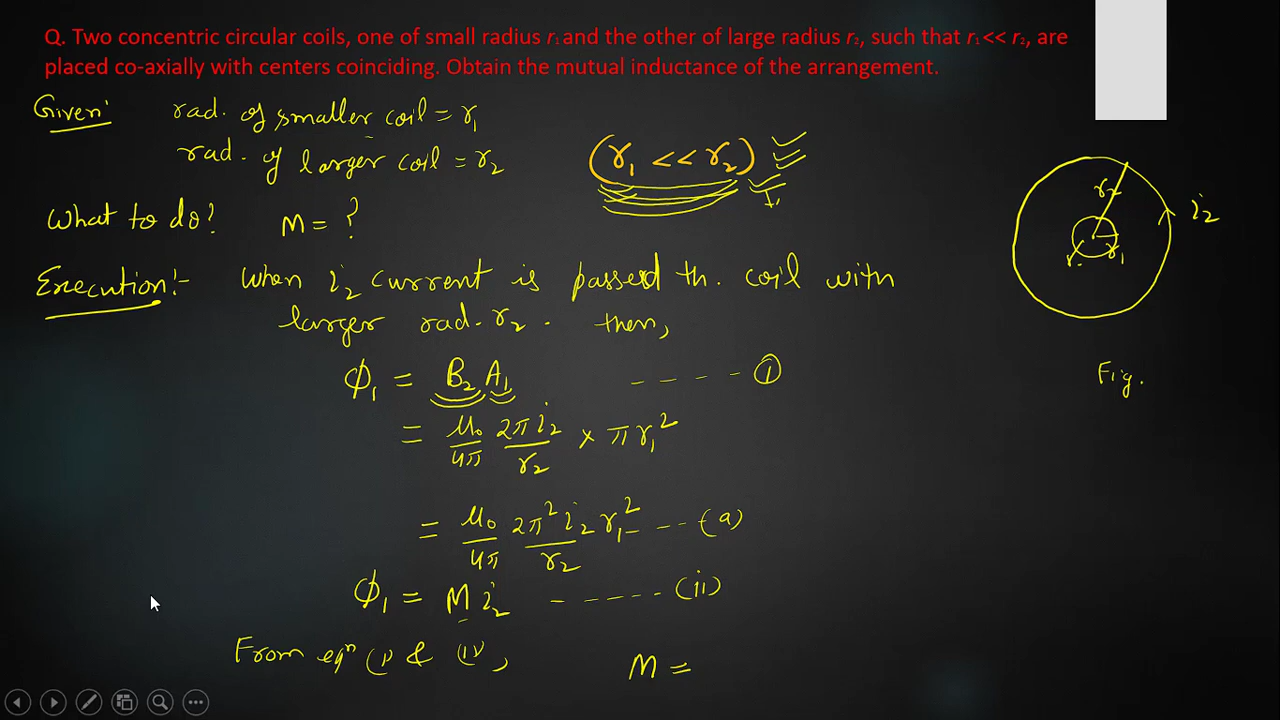 Q. Two concentric circular coils, one of small radius r₁ and the other of large radius r₂, such that r₁ << r₂, are
placed co-axially with centers coinciding. Obtain the mutual inductance of the arrangement.
Given:
rad. of smaller coil = r₁
rad. of larger coil = r₂
(r₁ << r₂)
What to do? M = ?
Execution:- When i₂ current is passed th. coil with
larger rad. r₂. then,
ϕ₁ = B₂A₁ ----- ①
= μ₀/4π 2πi₂/r₂ × πr₁²
= μ₀/4π 2π²i₂r₁²/r₂ ---(a)
ϕ₁ = M i₂ ------ (ii)
From eqⁿ (i) & (ii), M =
r₂
i₂
r₁
Fig.